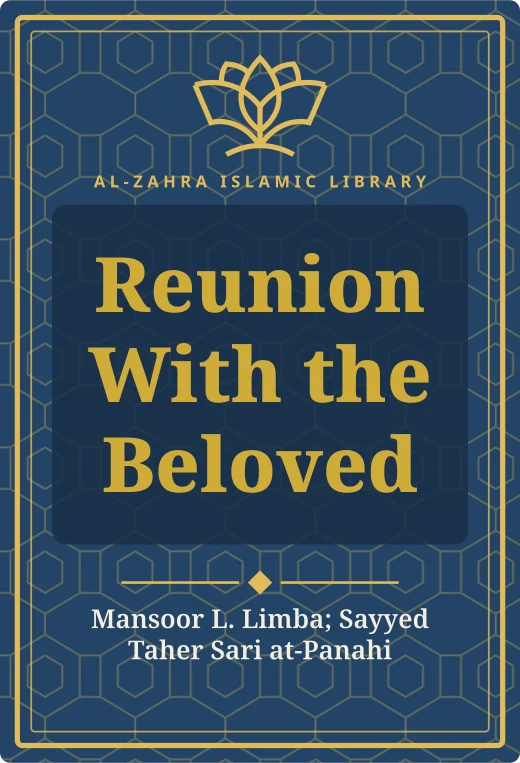 AL-ZAHRA ISLAMIC LIBRARY
Reunion
With the
Beloved
Mansoor L. Limba; Sayyed
Taher Sari at-Panahi